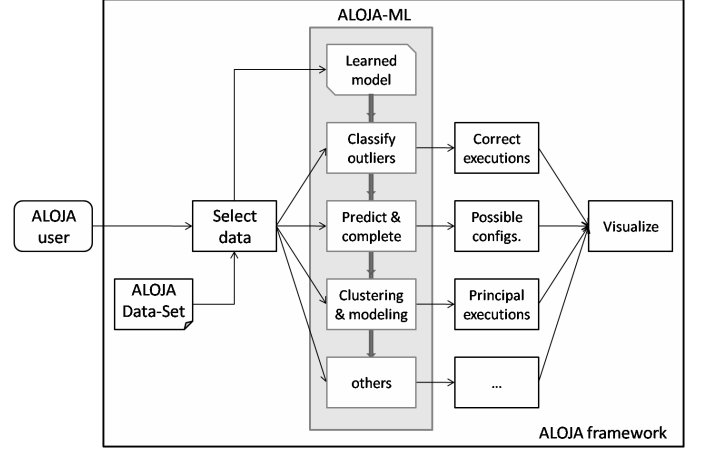 ALOJA-ML
Learned
model
Classify
outliers
Correct
executions
ALOJA
user
Select
data
Predict &
complete
Possible
configs.
Visualize
ALOJA
Data-Set
Clustering
& modeling
Principal
executions
others
...
ALOJA framework